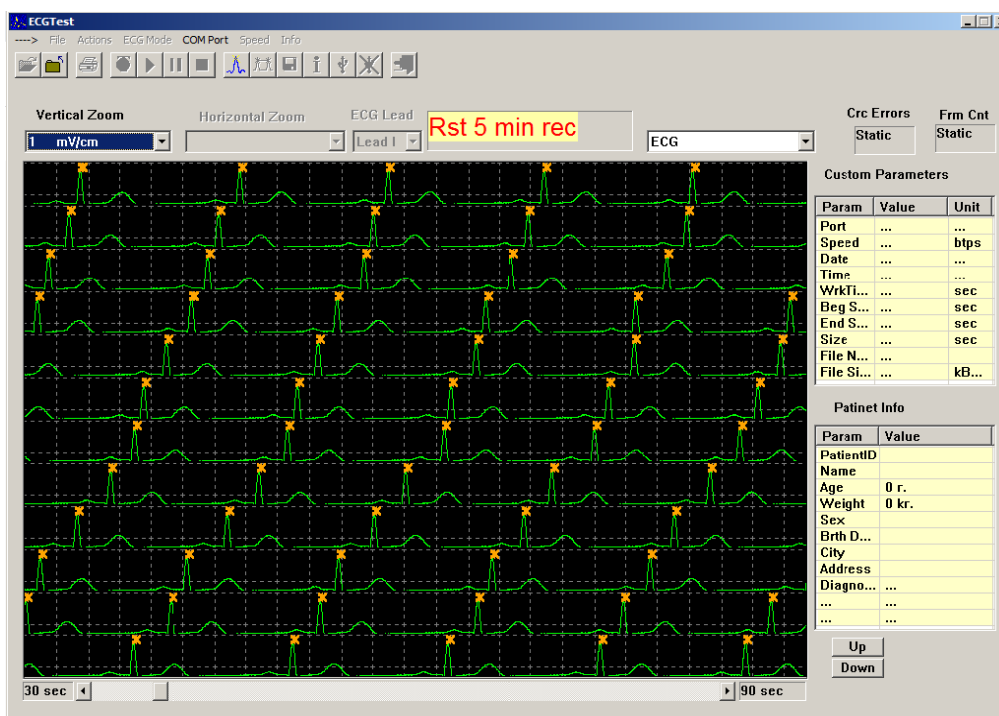 ECGTest
----> File Actions ECG Mode COM Port Speed Info
Vertical Zoom Horizontal Zoom ECG Lead Rst 5 min rec Crc Errors Frm Cnt
1 mV/cm Lead I ECG Static Static
Custom Parameters
Param Value Unit
Port ... ...
Speed ... btps
Date ... ...
Time ... ...
WrkTi... ... sec
Beg S... ... sec
End S... ... sec
Size ... sec
File N... ...
File Si... ... kB...
Patinet Info
Param Value
PatientID
Name
Age 0 r.
Weight 0 kr.
Sex
Brth D...
City
Address
Diagno... ...
... ...
... ...
Up
Down
30 sec 90 sec